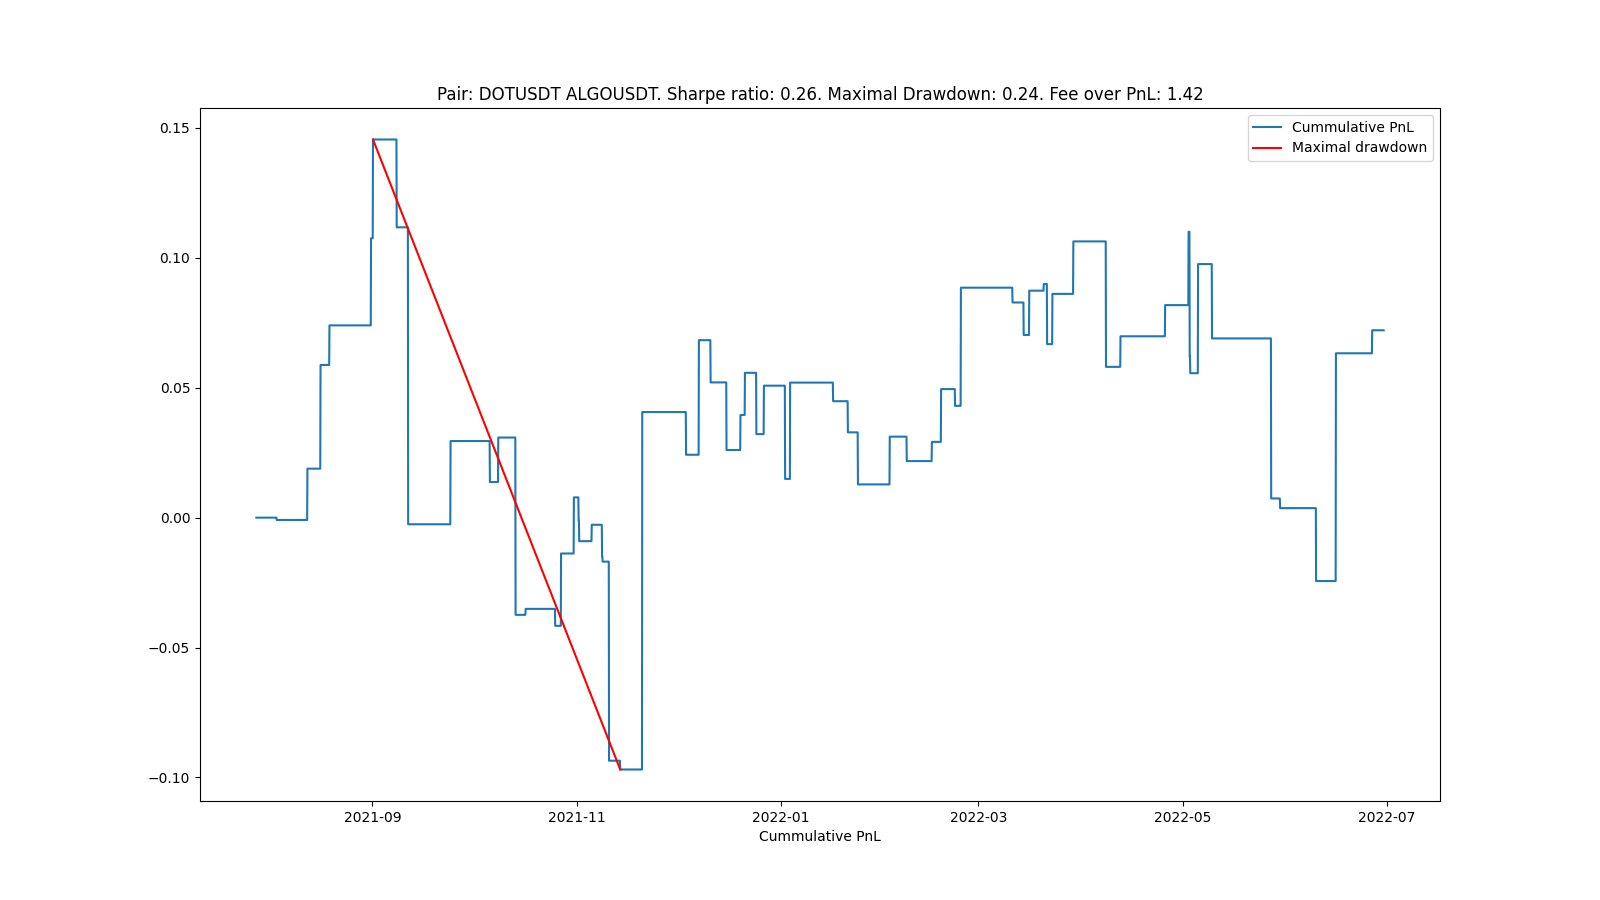 Pair: DOTUSDT ALGOUSDT. Sharpe ratio: 0.26. Maximal Drawdown: 0.24. Fee over PnL: 1.42
Cummulative PnL
Maximal drawdown
0.15
0.10
0.05
0.00
−0.05
−0.10
2021-09 2021-11 2022-01 2022-03 2022-05 2022-07
Cummulative PnL